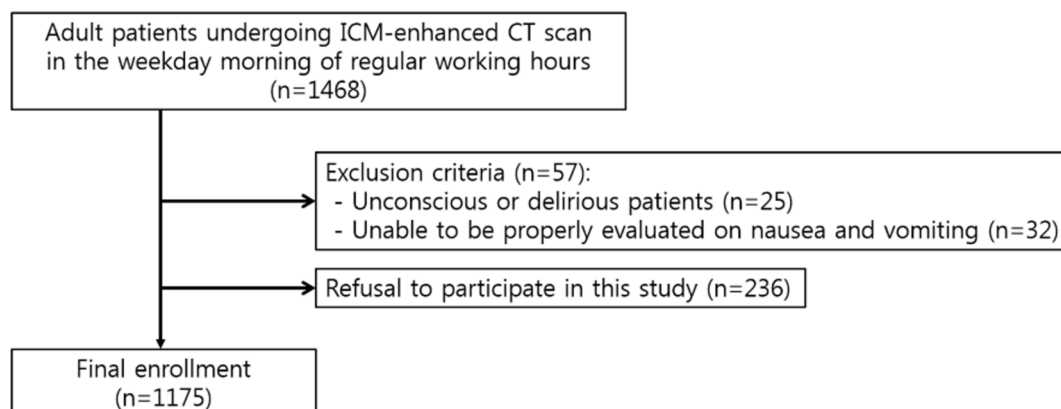 Adult patients undergoing ICM-enhanced CT scan
in the weekday morning of regular working hours
(n=1468)
Exclusion criteria (n=57):
- Unconscious or delirious patients (n=25)
- Unable to be properly evaluated on nausea and vomiting (n=32)
Refusal to participate in this study (n=236)
Final enrollment
(n=1175)